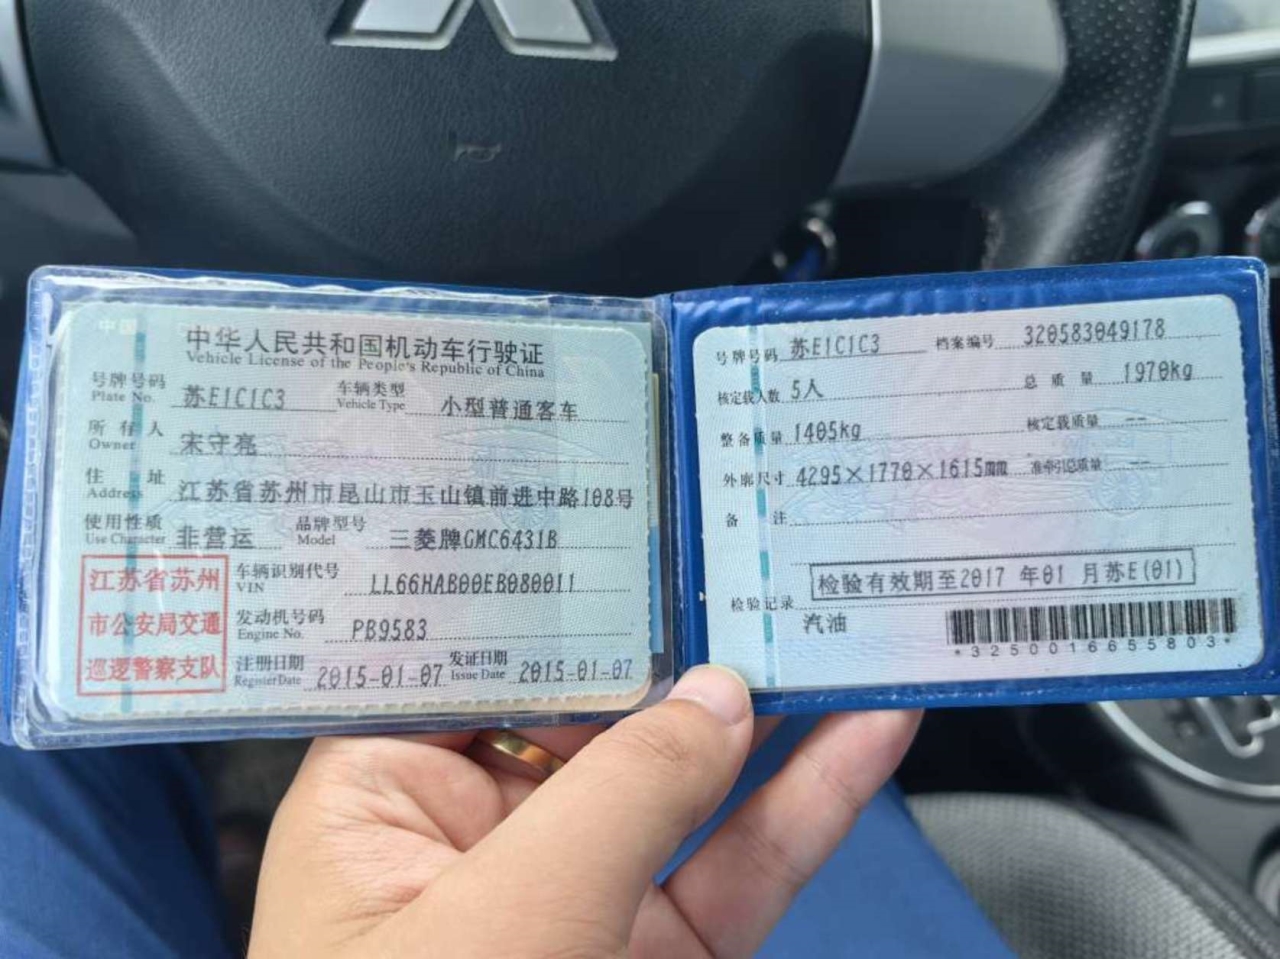 中华人民共和国机动车行驶证
Vehicle License of the People's Republic of China
号牌号码 苏E1C1C3 车辆类型 小型普通客车
Plate No. Vehicle Type
所有人 宋守亮
Owner
住址 江苏省苏州市昆山市玉山镇前进中路108号
Address
使用性质 非营运 品牌型号 三菱牌GMC6431B
Use Character Model
江苏省苏州
市公安局交通
巡逻警察支队
车辆识别代号 LL66HAB00EB080011
VIN
发动机号码 PB9583
Engine No.
注册日期 2015-01-07 发证日期 2015-01-07
Register Date Issue Date
号牌号码 苏E1C1C3 档案编号 320583049178
核定载人数 5人 总质量 1970kg
整备质量 1405kg 核定载质量 --
外廓尺寸 4295×1770×1615mm 准牵引总质量 --
备注
检验有效期至2017 年01 月苏E(01)
检验记录
汽油
*3250016655803*